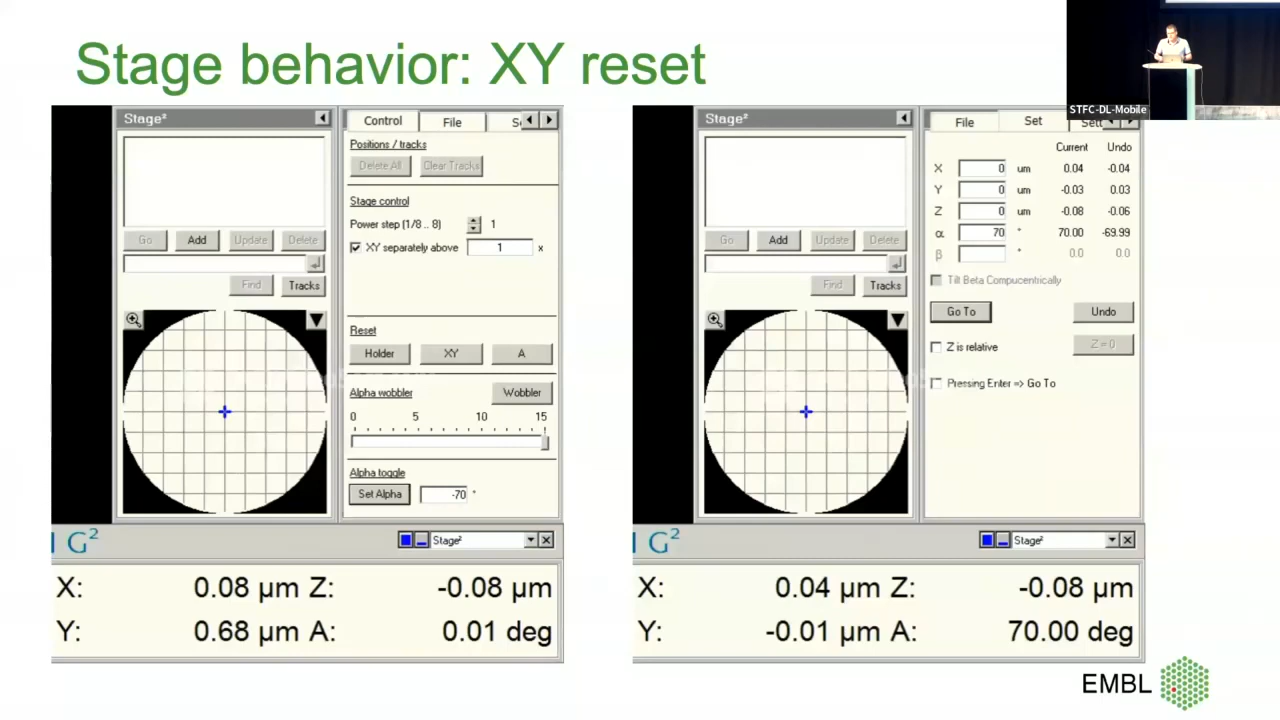 Stage behavior: XY reset
STFC-DL-Mobile
Stage²
Control File
Positions / tracks
Delete All Clear Tracks
Stage control
Power step (1/8 .. 8) 1
XY separately above 1 x
Go Add Update Delete
Find Tracks
Reset
Holder XY A
Alpha wobbler Wobbler
0 5 10 15
Alpha toggle
Set Alpha -70 °
G²
Stage²
X: 0.08 µm Z: -0.08 µm
Y: 0.68 µm A: 0.01 deg
Stage²
File Set Sett
Current Undo
X 0 um 0.04 -0.04
Y 0 um -0.03 0.03
Z 0 um -0.08 -0.06
α 70 ° 70.00 -69.99
β ° 0.0 0.0
Tilt Beta Compucentrically
Go Add Update Delete
Find Tracks
Go To Undo
Z is relative Z = 0
Pressing Enter => Go To
G²
Stage²
X: 0.04 µm Z: -0.08 µm
Y: -0.01 µm A: 70.00 deg
EMBL